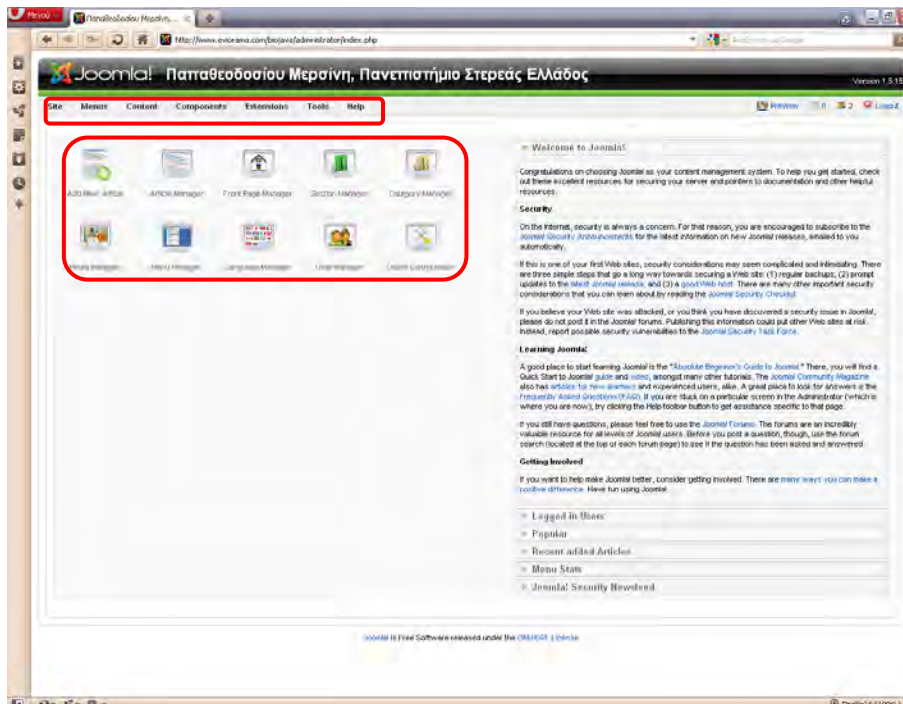 Μενού
Παπαθεοδοσίου Μερσίνη, ...
http://www.eviorama.com/biojava/administrator/index.php
Joomla! Παπαθεοδοσίου Μερσίνη, Πανεπιστήμιο Στερεάς Ελλάδος
Version 1.5.15
Site Menus Content Components Extensions Tools Help
Preview 0 2 Logout
Add New Article Article Manager Front Page Manager Section Manager Category Manager
Media Manager Menu Manager Language Manager User Manager Global Configuration
Welcome to Joomla!
Congratulations on choosing Joomla! as your content management system. To help you get started, check
out these excellent resources for securing your server and pointers to documentation and other helpful
resources.
Security
On the Internet, security is always a concern. For that reason, you are encouraged to subscribe to the
Joomla! Security Announcements for the latest information on new Joomla! releases, emailed to you
automatically.
If this is one of your first Web sites, security considerations may seem complicated and intimidating. There
are three simple steps that go a long way towards securing a Web site: (1) regular backups, (2) prompt
updates to the latest Joomla! release, and (3) a good Web host. There are many other important security
considerations that you can learn about by reading the Joomla! Security Checklist.
If you believe your Web site was attacked, or you think you have discovered a security issue in Joomla!,
please do not post it in the Joomla! forums. Publishing this information could put other Web sites at risk.
Instead, report possible security vulnerabilities to the Joomla! Security Task Force.
Learning Joomla!
A good place to start learning Joomla! is the "Absolute Beginner's Guide to Joomla!." There, you will find a
Quick Start to Joomla! guide and video, amongst many other tutorials. The Joomla! Community Magazine
also has articles for new learners and experienced users, alike. A great place to look for answers is the
Frequently Asked Questions (FAQ). If you are stuck on a particular screen in the Administrator (which is
where you are now), try clicking the Help toolbar button to get assistance specific to that page.
If you still have questions, please feel free to use the Joomla! Forums. The forums are an incredibly
valuable resource for all levels of Joomla! users. Before you post a question, though, use the forum
search (located at the top of each forum page) to see if the question has been asked and answered.
Getting Involved
If you want to help make Joomla! better, consider getting involved. There are many ways you can make a
positive difference. Have fun using Joomla!.
Logged in Users
Popular
Recent added Articles
Menu Stats
Joomla! Security Newsfeed
Joomla! is Free Software released under the GNU/GPL License.